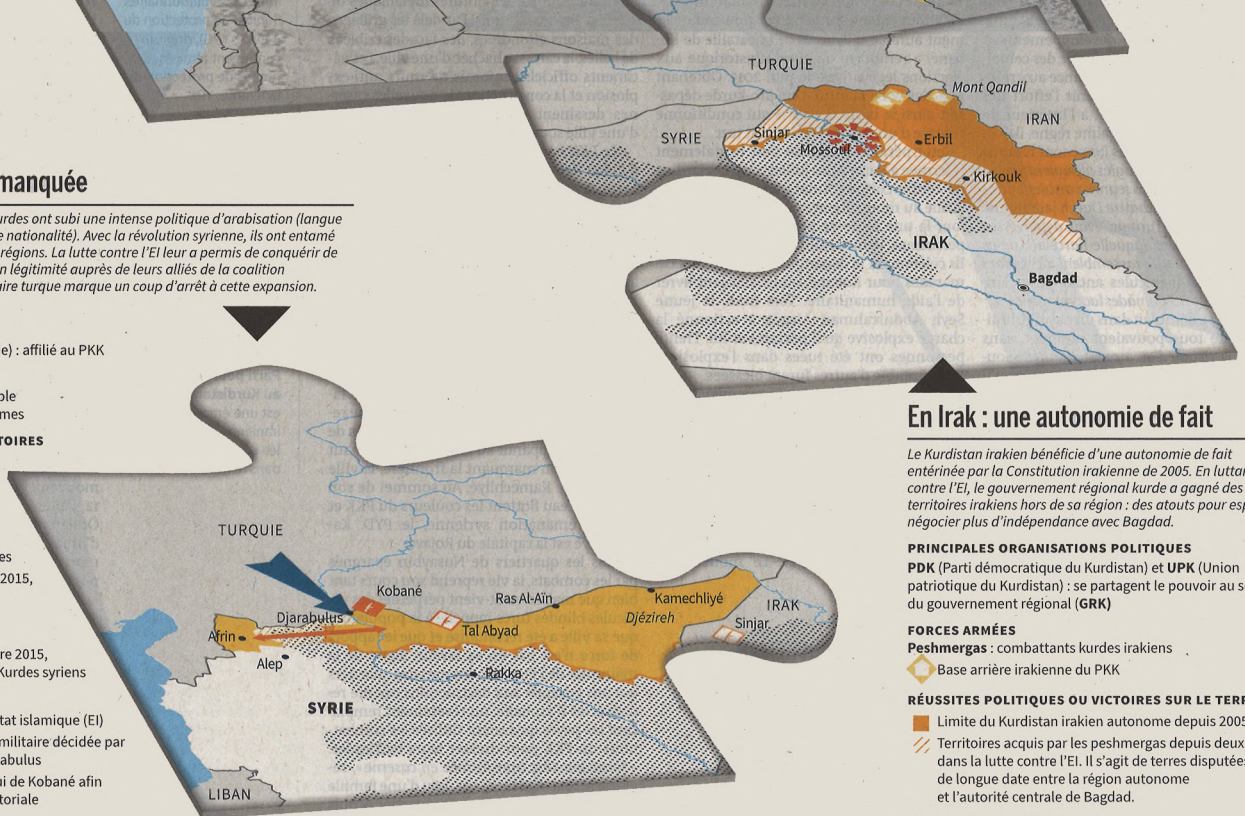 TURQUIE
Mont Qandil
IRAN
SYRIE
Sinjar
Mossoul
Erbil
Kirkouk
IRAK
Bagdad
manquée
urdes ont subi une intense politique d'arabisation (langue
e nationalité). Avec la révolution syrienne, ils ont entamé
régions. La lutte contre l'EI leur a permis de conquérir de
n légitimité auprès de leurs alliés de la coalition
aire turque marque un coup d'arrêt à cette expansion.
e) : affilié au PKK
ble
mes
TOIRES
es
2015,
re 2015,
Kurdes syriens
tat islamique (EI)
militaire décidée par
abulus
ui de Kobané afin
toriale
TURQUIE
Kobané
Ras Al-Aïn
Kamechliyé
IRAK
Djarabulus
Djézireh
Sinjar
Afrin
Tal Abyad
Alep
Rakka
SYRIE
LIBAN
En Irak : une autonomie de fait
Le Kurdistan irakien bénéficie d'une autonomie de fait
entérinée par la Constitution irakienne de 2005. En luttan
contre l'EI, le gouvernement régional kurde a gagné des
territoires irakiens hors de sa région : des atouts pour esp
négocier plus d'indépendance avec Bagdad.
PRINCIPALES ORGANISATIONS POLITIQUES
PDK (Parti démocratique du Kurdistan) et UPK (Union
patriotique du Kurdistan) : se partagent le pouvoir au s
du gouvernement régional (GRK)
FORCES ARMÉES
Peshmergas : combattants kurdes irakiens
Base arrière irakienne du PKK
RÉUSSITES POLITIQUES OU VICTOIRES SUR LE TERR
Limite du Kurdistan irakien autonome depuis 2005
Territoires acquis par les peshmergas depuis deux
dans la lutte contre l'EI. Il s'agit de terres disputées
de longue date entre la région autonome
et l'autorité centrale de Bagdad.